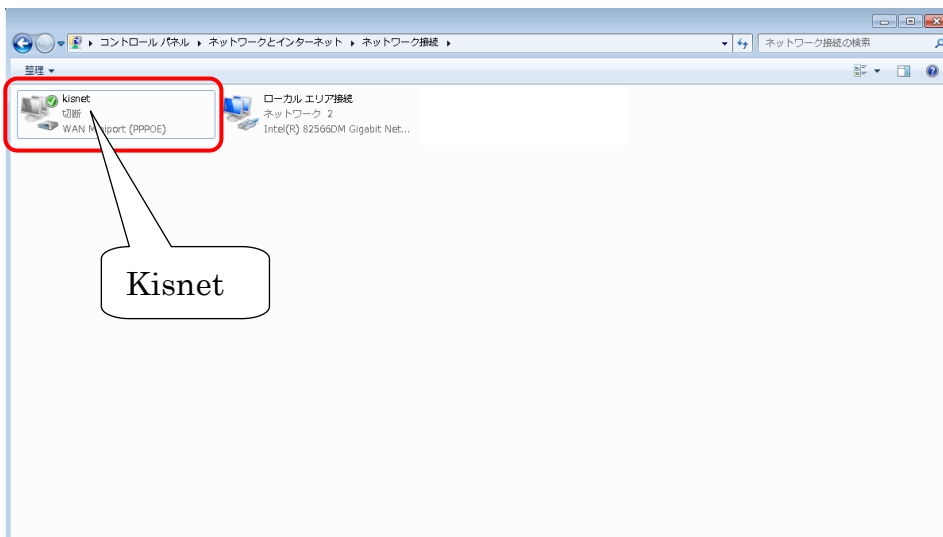 コントロール パネル ▸ ネットワークとインターネット ▸ ネットワーク接続 ▸
ネットワーク接続の検索
整理
kisnet
切断
WAN Miniport (PPPOE)
ローカル エリア接続
ネットワーク 2
Intel(R) 82566DM Gigabit Net...
Kisnet